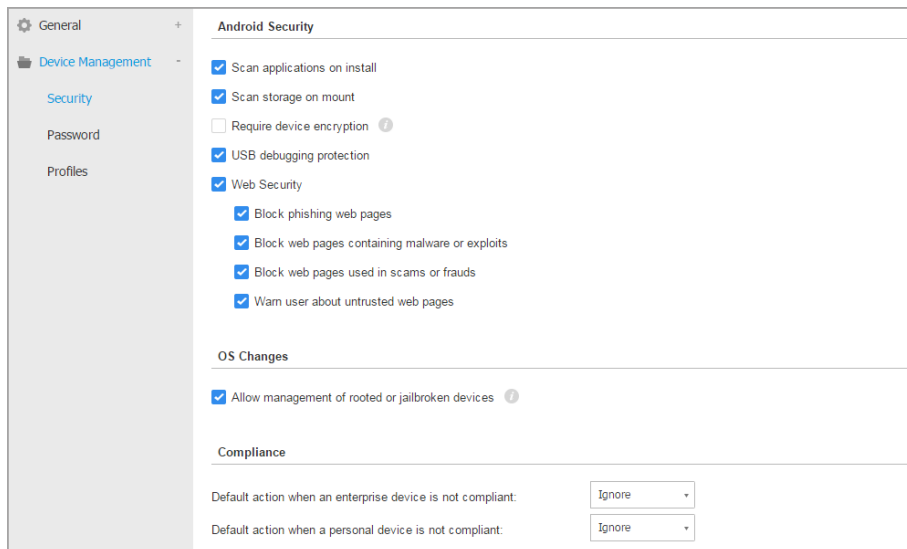 General +
Device Management -
Security
Password
Profiles
Android Security
Scan applications on install
Scan storage on mount
Require device encryption i
USB debugging protection
Web Security
Block phishing web pages
Block web pages containing malware or exploits
Block web pages used in scams or frauds
Warn user about untrusted web pages
OS Changes
Allow management of rooted or jailbroken devices i
Compliance
Default action when an enterprise device is not compliant: Ignore
Default action when a personal device is not compliant: Ignore